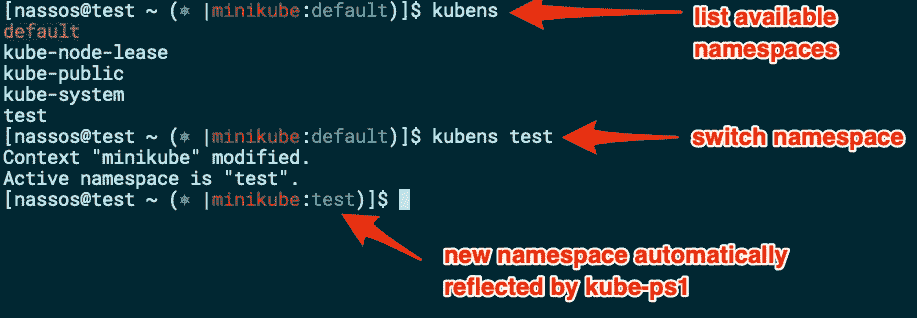 [nassos@test ~ (⎈ |minikube:default)]$ kubens
list available
namespaces
default
kube-node-lease
kube-public
kube-system
test
[nassos@test ~ (⎈ |minikube:default)]$ kubens test
switch namespace
Context "minikube" modified.
Active namespace is "test".
[nassos@test ~ (⎈ |minikube:test)]$
new namespace automatically
reflected by kube-ps1